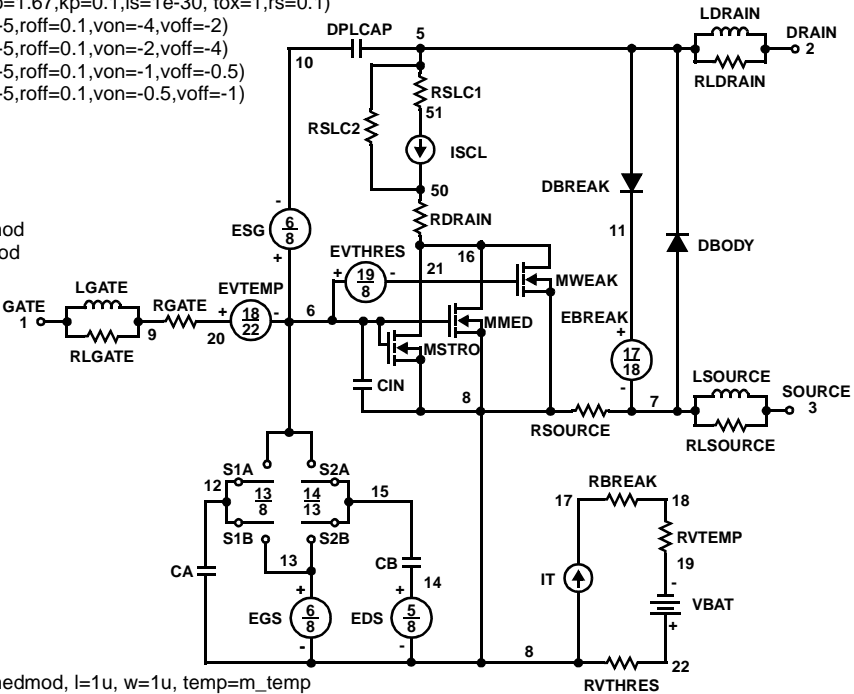 o=1.67,kp=0.1,is=1e-30, tox=1,rs=0.1)
-5,roff=0.1,von=-4,voff=-2)
-5,roff=0.1,von=-2,voff=-4)
-5,roff=0.1,von=-1,voff=-0.5)
-5,roff=0.1,von=-0.5,voff=-1)
nod
od
LDRAIN
DPLCAP
5
DRAIN
2
10
RLDRAIN
RSLC1
51
RSLC2
ISCL
DBREAK
50
RDRAIN
ESG
-
6
8
+
11
DBODY
EVTHRES
+
19
8
-
21
16
MWEAK
LGATE
GATE
1
RLGATE
9
RGATE
20
EVTEMP
+
18
22
-
6
MMED
MSTRO
EBREAK
+
17
18
-
CIN
8
LSOURCE
7
SOURCE
3
RSOURCE
RLSOURCE
S1A
S2A
12
13
8
14
13
15
S1B
S2B
13
CA
CB
14
+
EGS
6
8
-
+
EDS
5
8
-
RBREAK
17
18
RVTEMP
19
IT
-
VBAT
+
8
22
RVTHRES
nedmod, l=1u, w=1u, temp=m_temp